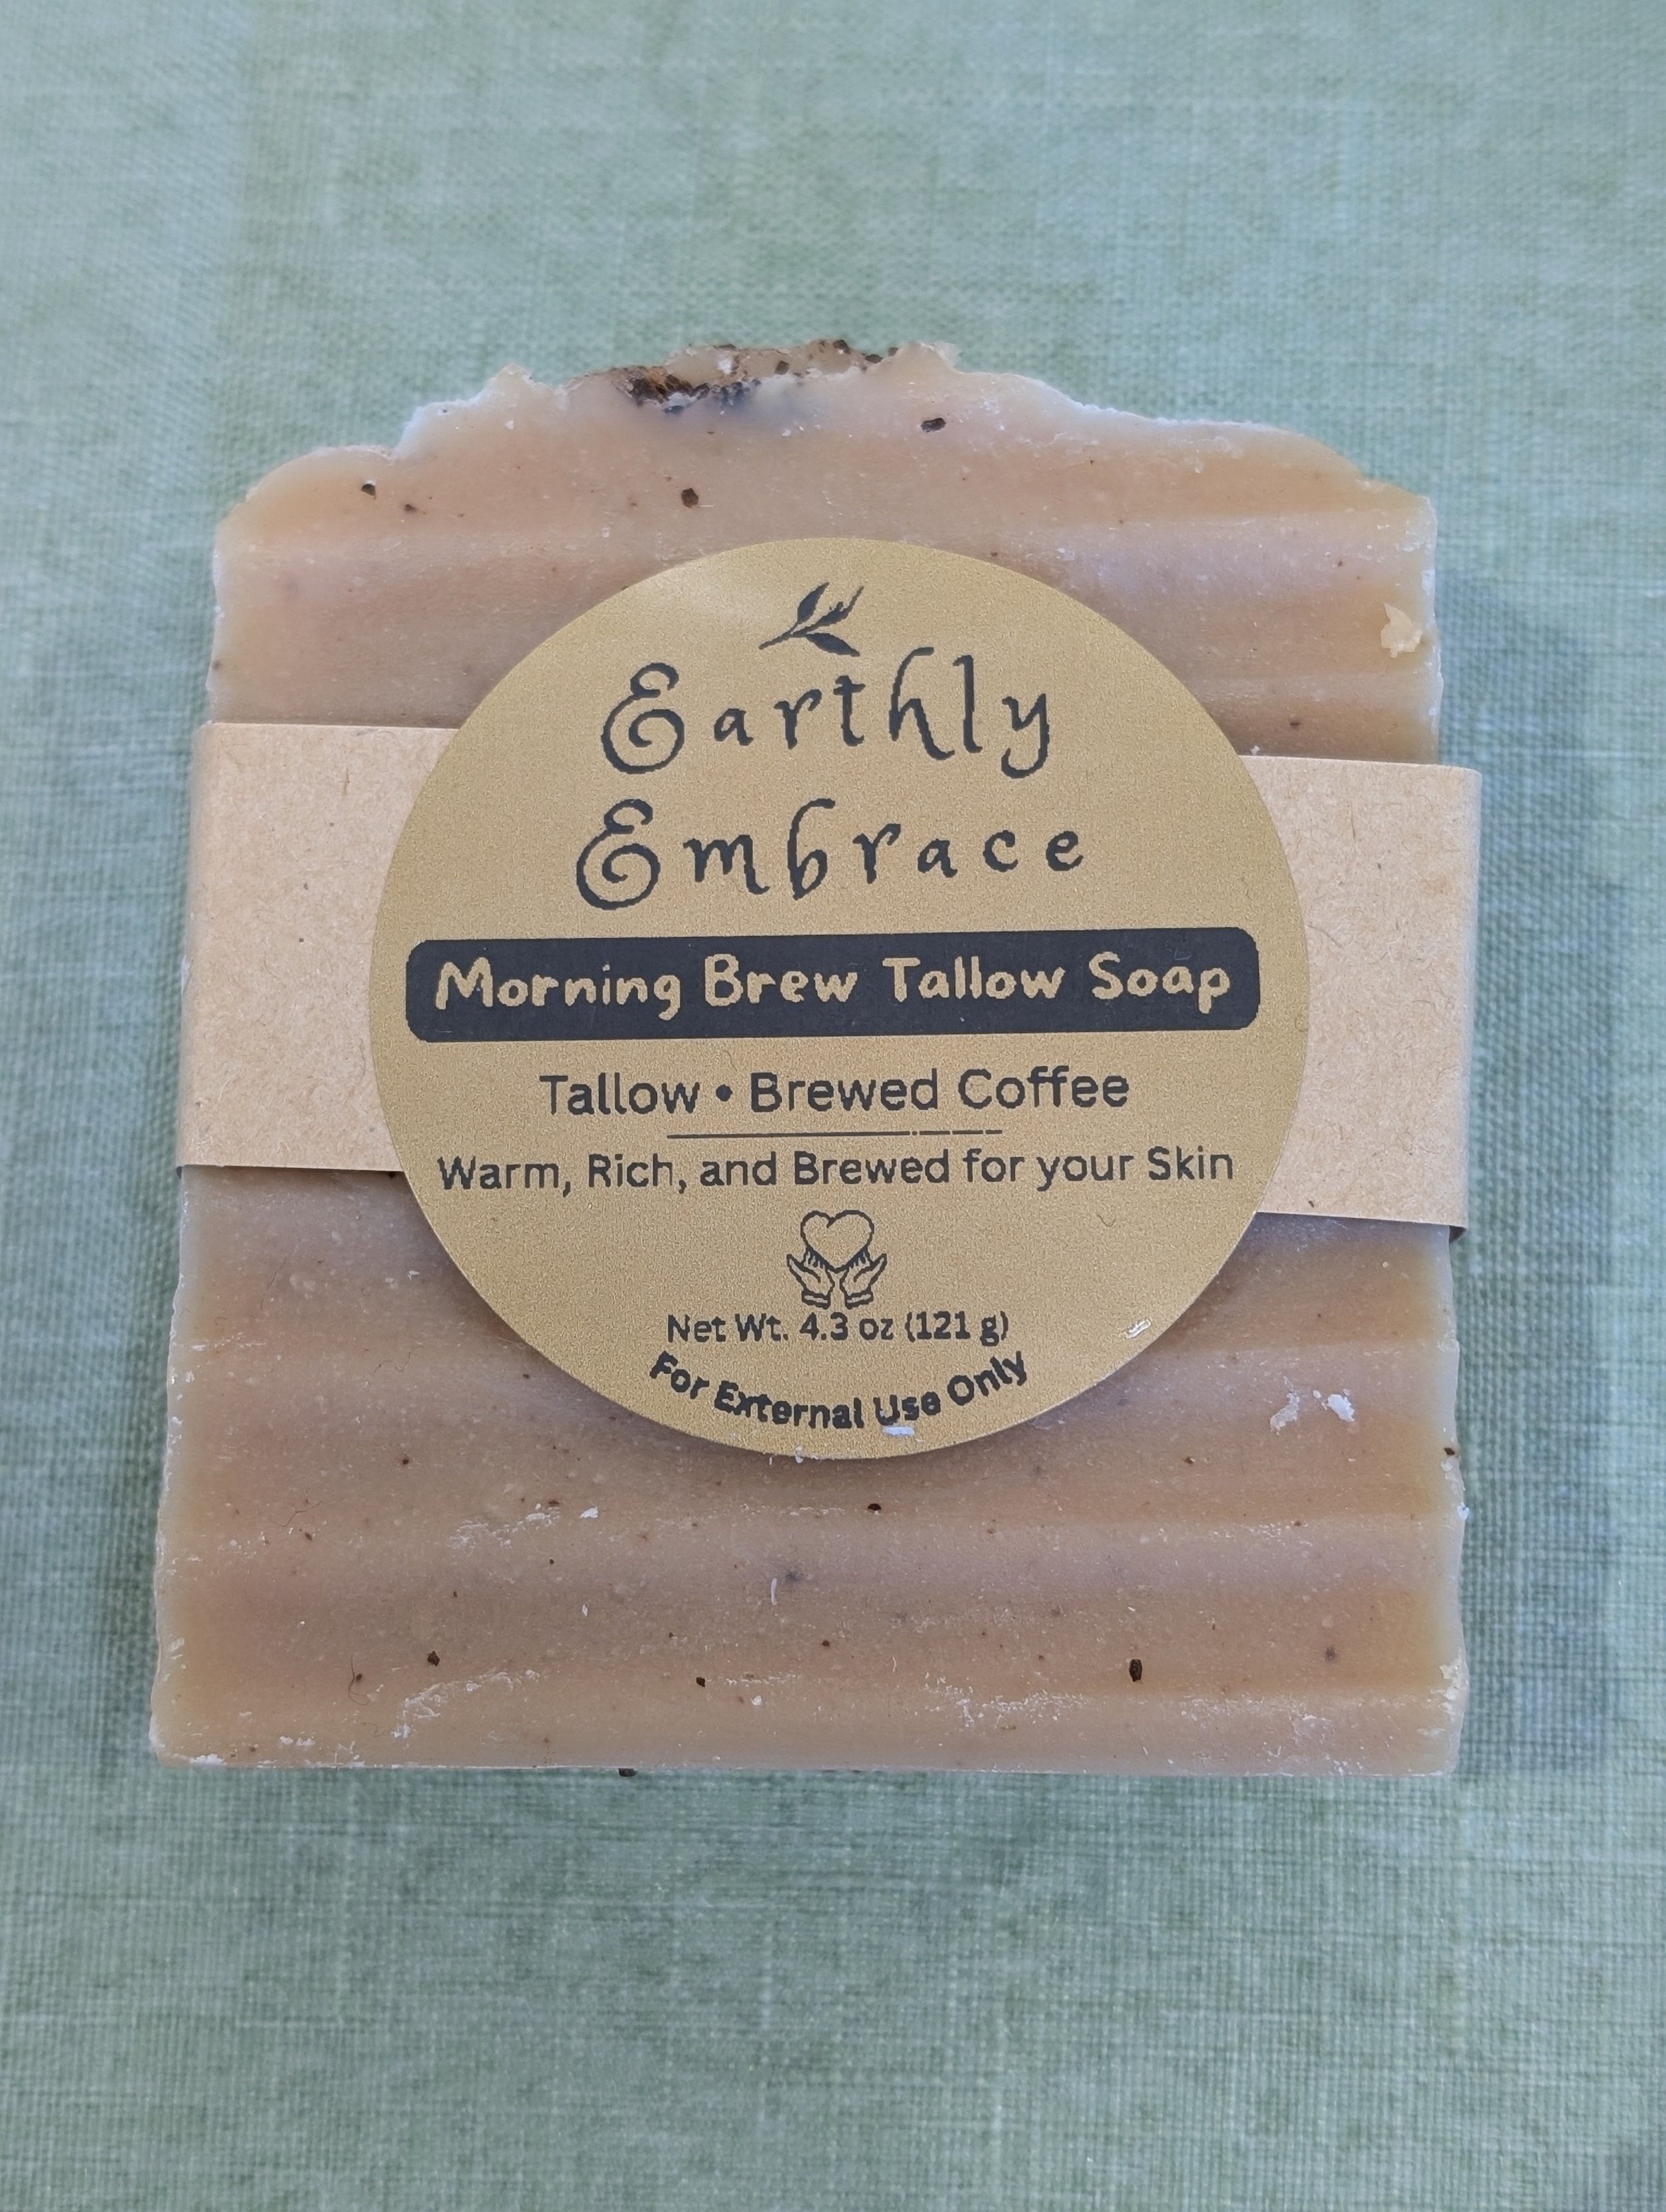 Earthly
Embrace
Morning Brew Tallow Soap
Tallow • Brewed Coffee
Warm, Rich, and Brewed for your Skin
Net Wt. 4.3 oz (121 g)
For External Use Only